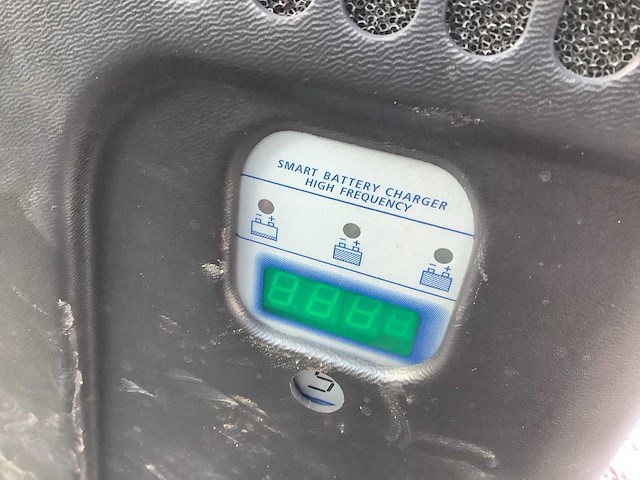 SMART BATTERY CHARGER
HIGH FREQUENCY
- +
- +
- +